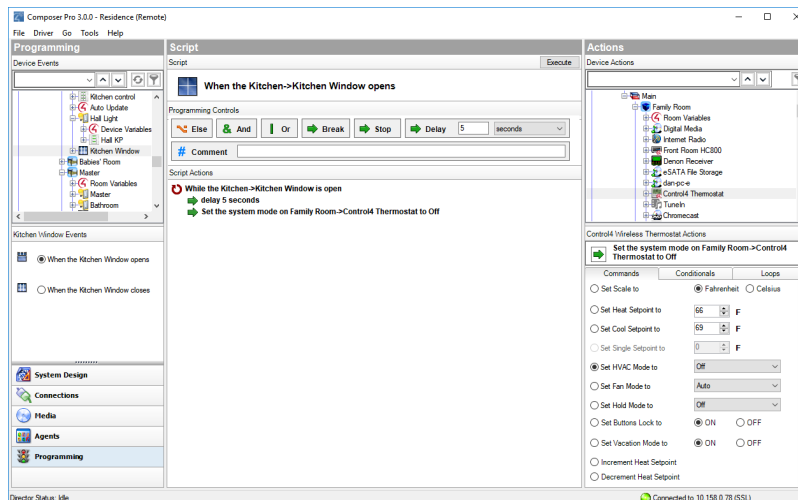 Composer Pro 3.0.0 - Residence (Remote)
File Driver Go Tools Help
Programming
Device Events
Kitchen control
Auto Update
Hall Light
Device Variables
Hall KP
Kitchen Window
Babies' Room
Master
Room Variables
Master
Bathroom
Kitchen Window Events
When the Kitchen Window opens
When the Kitchen Window closes
System Design
Connections
Media
Agents
Programming
Script
Script Execute
When the Kitchen->Kitchen Window opens
Programming Controls
Else & And Or Break Stop Delay 5 seconds
# Comment
Script Actions
While the Kitchen->Kitchen Window is open
delay 5 seconds
Set the system mode on Family Room->Control4 Thermostat to Off
Actions
Device Actions
Main
Family Room
Room Variables
Digital Media
Internet Radio
Front Room HC800
Denon Receiver
eSATA File Storage
dan-pc-e
Control4 Thermostat
TuneIn
Chromecast
Control4 Wireless Thermostat Actions
Set the system mode on Family Room->Control4
Thermostat to Off
Commands Conditionals Loops
Set Scale to Fahrenheit Celsius
Set Heat Setpoint to 66 F
Set Cool Setpoint to 69 F
Set Single Setpoint to 0 F
Set HVAC Mode to Off
Set Fan Mode to Auto
Set Hold Mode to Off
Set Buttons Lock to ON OFF
Set Vacation Mode to ON OFF
Increment Heat Setpoint
Decrement Heat Setpoint
Director Status: Idle Connected to 10.158.0.78 (SSL)